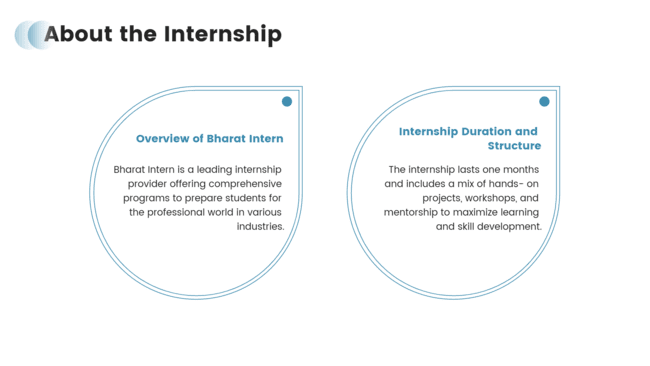 About the Internship
Overview of Bharat Intern
Bharat Intern is a leading internship
provider offering comprehensive
programs to prepare students for
the professional world in various
industries.
Internship Duration and
Structure
The internship lasts one months
and includes a mix of hands- on
projects, workshops, and
mentorship to maximize learning
and skill development.